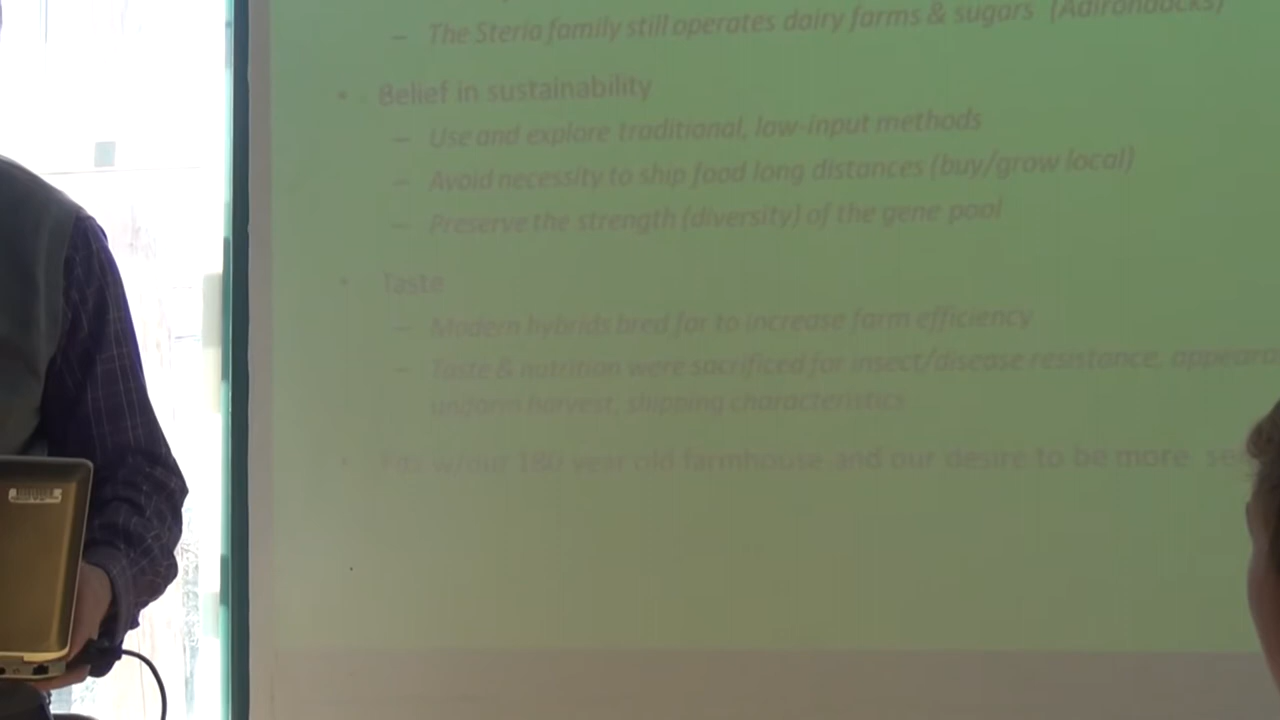 – The Steria family still operates dairy farms & sugars (Adirondacks)
• Belief in sustainability
– Use and explore traditional, low-input methods
– Avoid necessity to ship food long distances (buy/grow local)
– Preserve the strength (diversity) of the gene pool
• Taste
– Modern hybrids bred for to increase farm efficiency
– Taste & nutrition were sacrificed for insect/disease resistance,
uniform harvest, shipping characteristics
• Fits w/our 180 year old farmhouse and our desire to be more